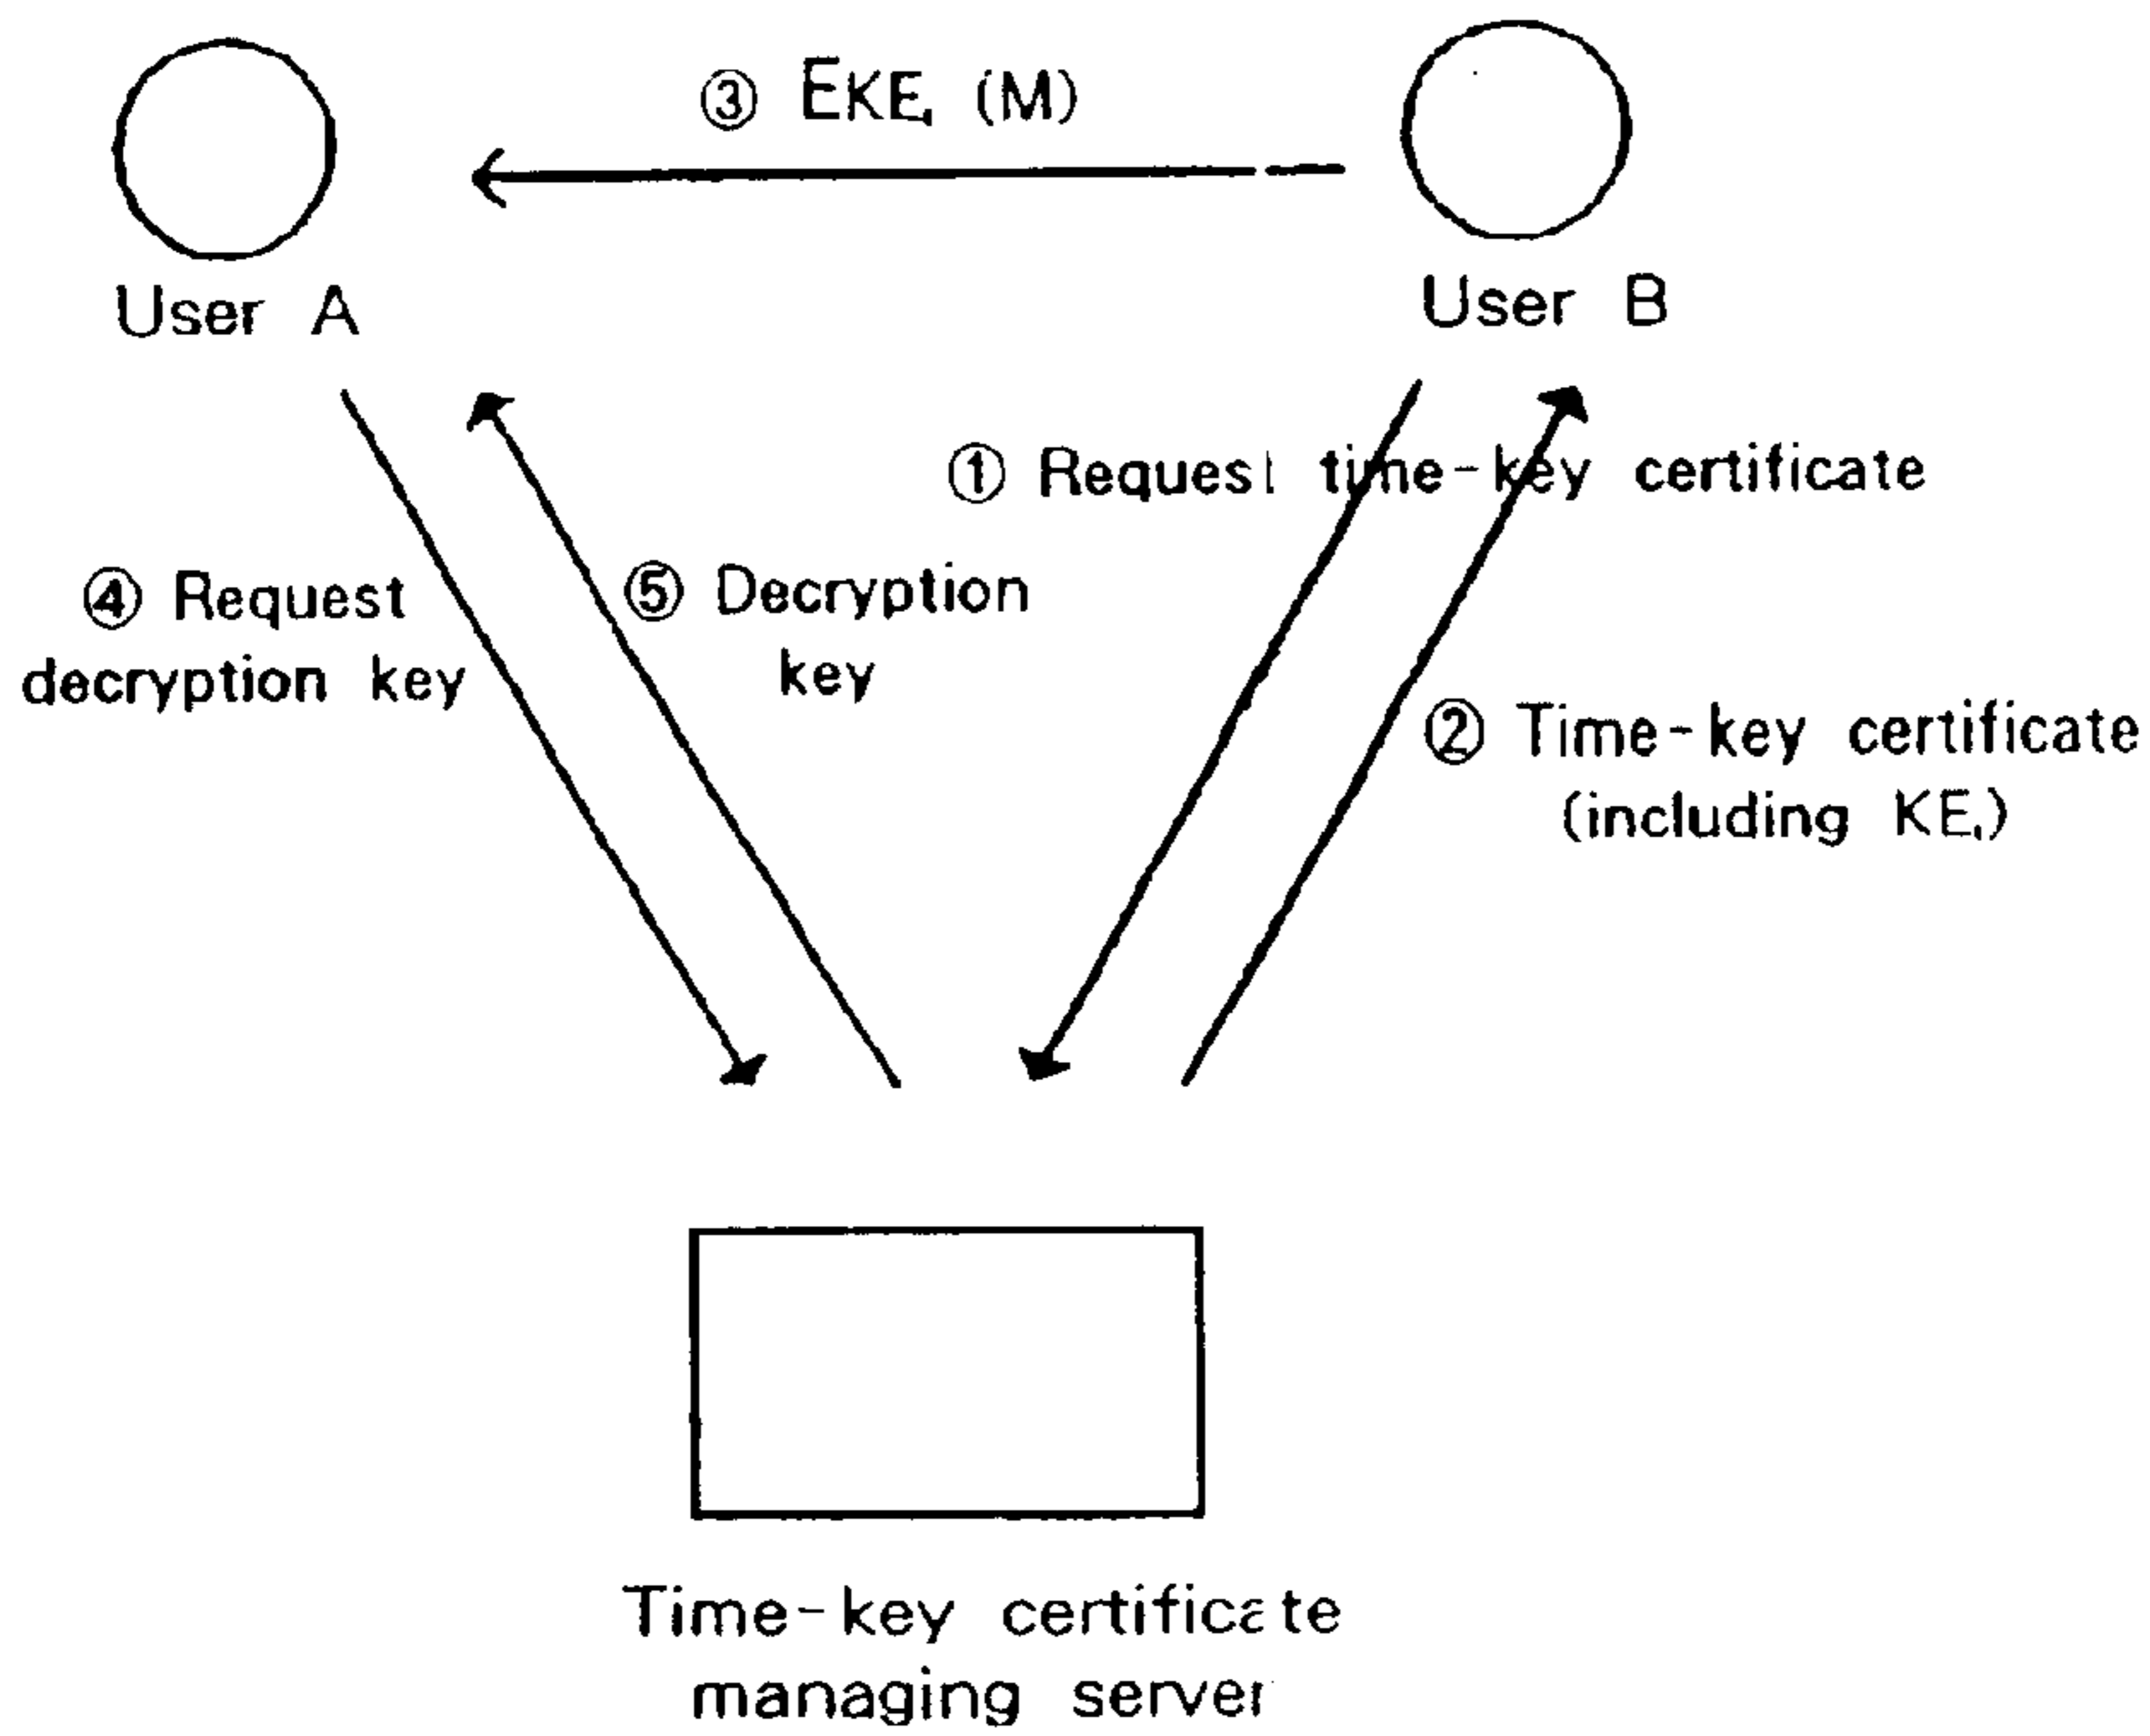 ③ EKE₁ (M)
User A
User B
① Request time-key certificate
④ Request
decryption key
⑤ Decryption
key
② Time-key certificate
(including KE₁)
Time-key certificate
managing server